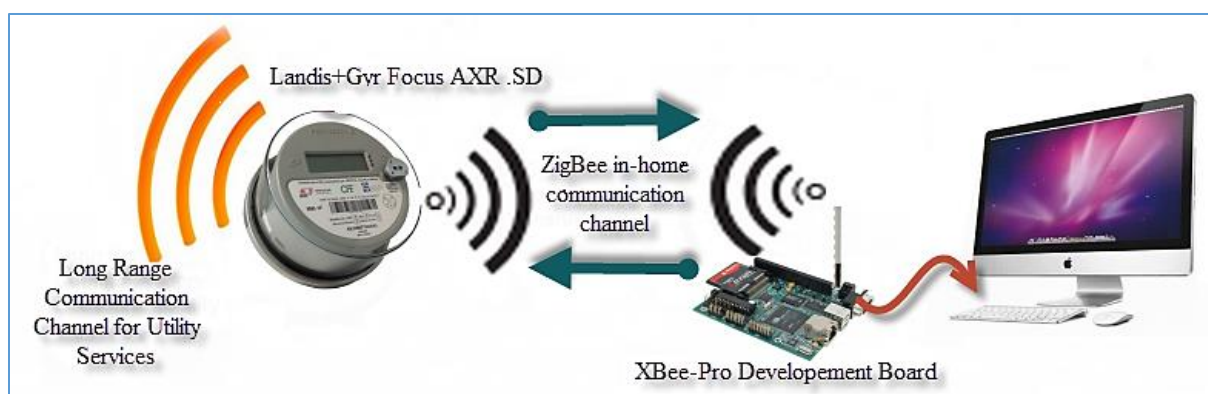 Landis+Gyr Focus AXR .SD
ZigBee in-home
communication
channel
Long Range
Communication
Channel for Utility
Services
CFE
XBee-Pro Developement Board